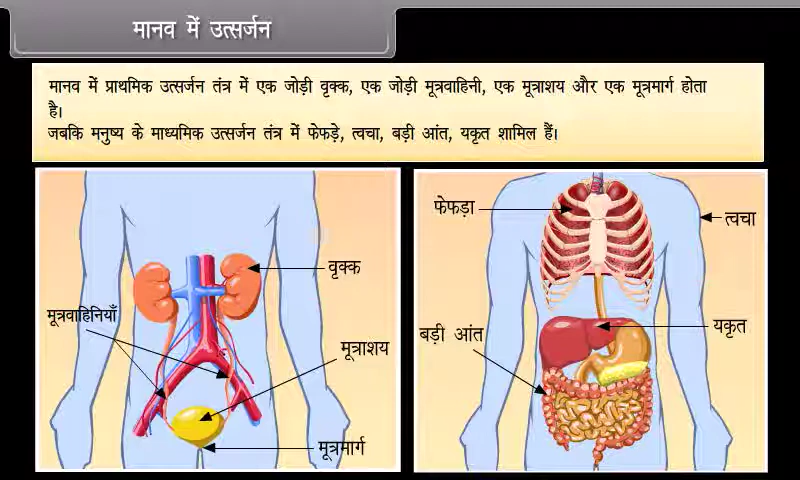 मानव में उत्सर्जन
मानव में प्राथमिक उत्सर्जन तंत्र में एक जोड़ी वृक्क, एक जोड़ी मूत्रवाहिनी, एक मूत्राशय और एक मूत्रमार्ग होता
है।
जबकि मनुष्य के माध्यमिक उत्सर्जन तंत्र में फेफड़े, त्वचा, बड़ी आंत, यकृत शामिल हैं।
वृक्क
मूत्रवाहिनियाँ
मूत्राशय
मूत्रमार्ग
फेफड़ा
त्वचा
यकृत
बड़ी आंत